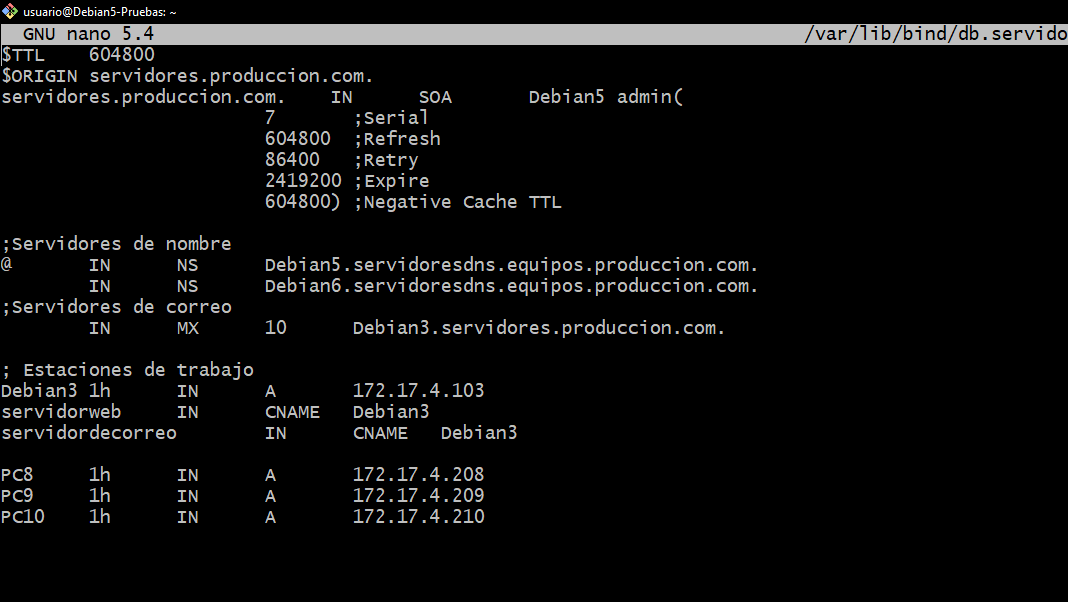 usuario@Debian5-Pruebas: ~
GNU nano 5.4 /var/lib/bind/db.servido
$TTL 604800
$ORIGIN servidores.produccion.com.
servidores.produccion.com. IN SOA Debian5 admin(
7 ;Serial
604800 ;Refresh
86400 ;Retry
2419200 ;Expire
604800) ;Negative Cache TTL
;Servidores de nombre
@ IN NS Debian5.servidoresdns.equipos.produccion.com.
IN NS Debian6.servidoresdns.equipos.produccion.com.
;Servidores de correo
IN MX 10 Debian3.servidores.produccion.com.
; Estaciones de trabajo
Debian3 1h IN A 172.17.4.103
servidorweb IN CNAME Debian3
servidordecorreo IN CNAME Debian3
PC8 1h IN A 172.17.4.208
PC9 1h IN A 172.17.4.209
PC10 1h IN A 172.17.4.210